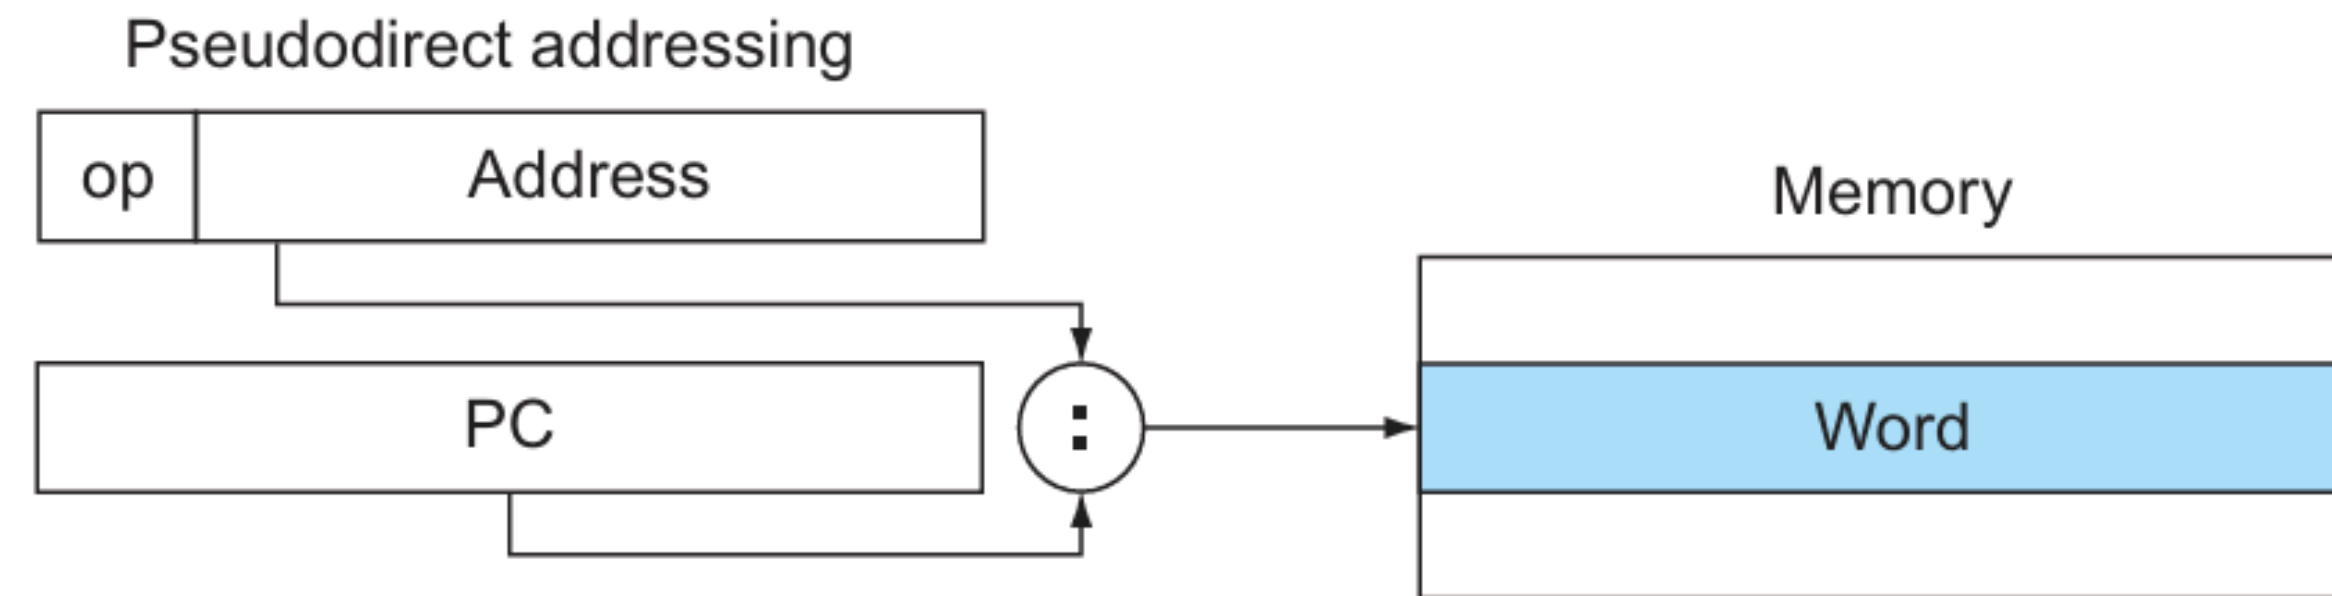 Pseudodirect addressing
op
Address
Memory
PC
:
Word